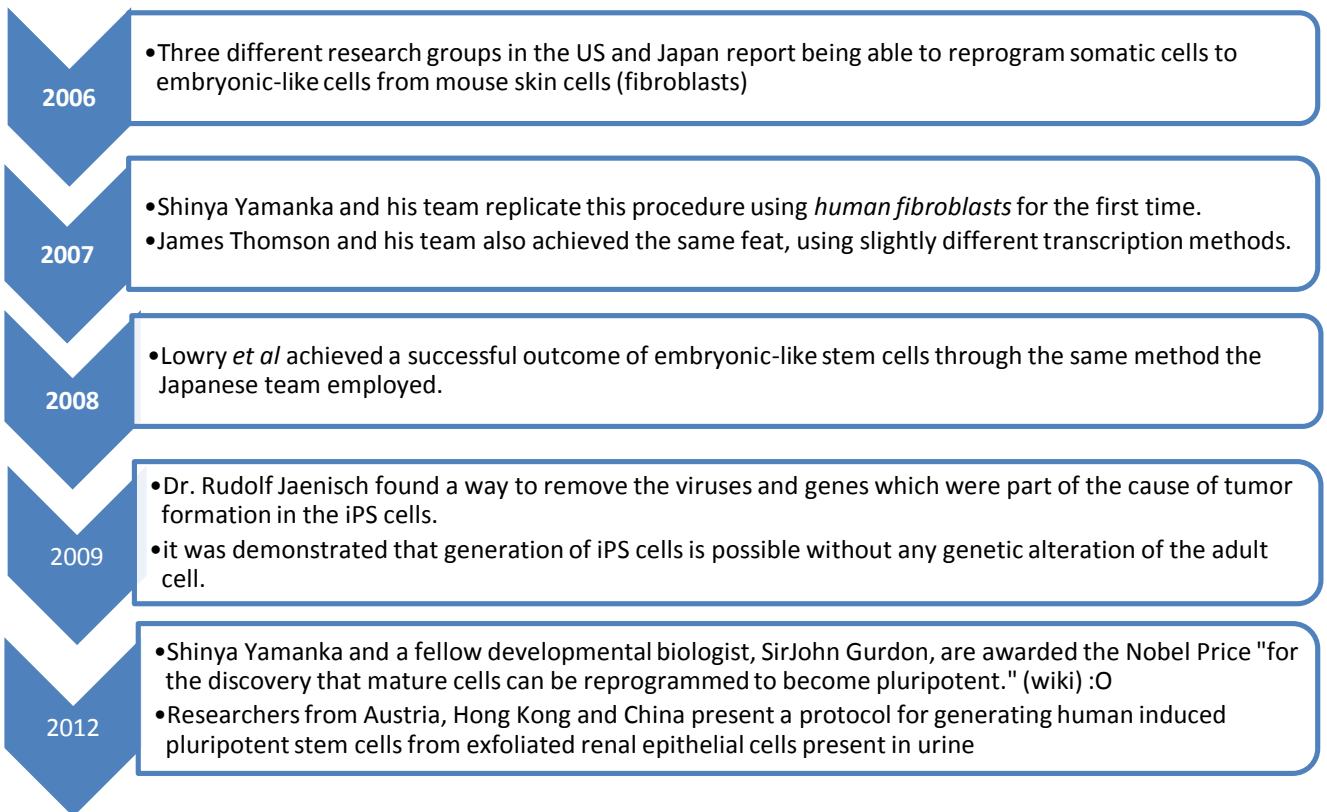 2006
•Three different research groups in the US and Japan report being able to reprogram somatic cells to
embryonic-like cells from mouse skin cells (fibroblasts)
2007
•Shinya Yamanka and his team replicate this procedure using human fibroblasts for the first time.
•James Thomson and his team also achieved the same feat, using slightly different transcription methods.
2008
•Lowry et al achieved a successful outcome of embryonic-like stem cells through the same method the
Japanese team employed.
2009
•Dr. Rudolf Jaenisch found a way to remove the viruses and genes which were part of the cause of tumor
formation in the iPS cells.
•it was demonstrated that generation of iPS cells is possible without any genetic alteration of the adult
cell.
2012
•Shinya Yamanka and a fellow developmental biologist, SirJohn Gurdon, are awarded the Nobel Price "for
the discovery that mature cells can be reprogrammed to become pluripotent." (wiki) :O
•Researchers from Austria, Hong Kong and China present a protocol for generating human induced
pluripotent stem cells from exfoliated renal epithelial cells present in urine